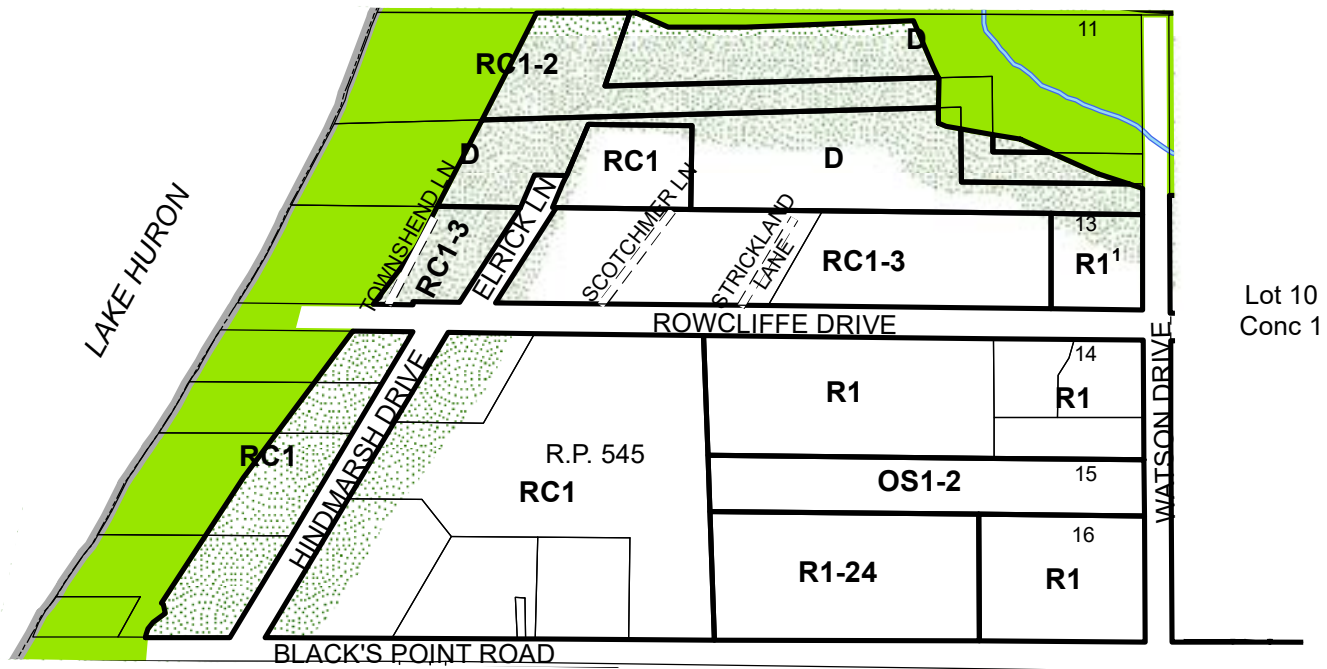 11
D
RC1-2
D
RC1
D
LAKE HURON
TOWNSHEND LN
RC1-3
ELRICK LN
SCOTCHMER LN
STRICKLAND
LANE
RC1-3
13
R1¹
Lot 10
Conc 1
ROWCLIFFE DRIVE
WATSON DRIVE
14
R1
R1
HINDMARSH DRIVE
RC1
R.P. 545
RC1
OS1-2
15
16
R1-24
R1
BLACK'S POINT ROAD